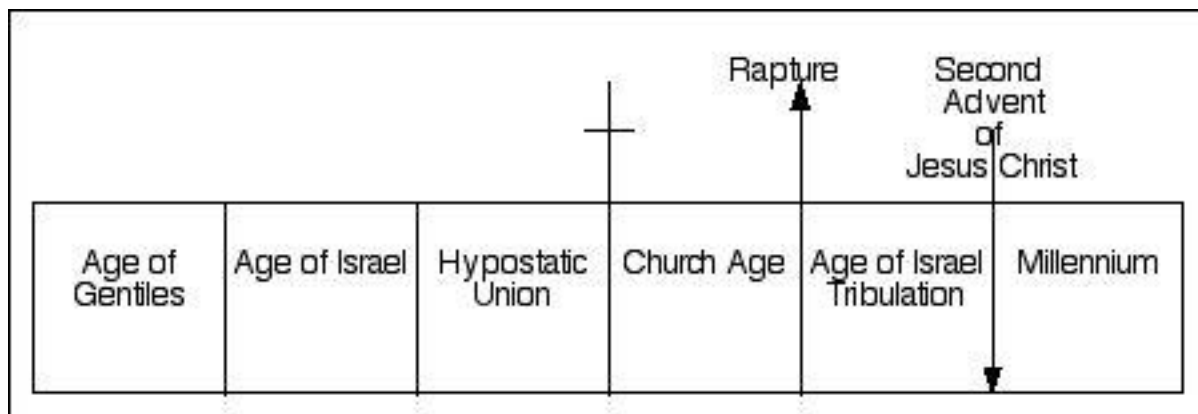 Rapture
Second
Advent
of
Jesus Christ
Age of
Gentiles
Age of Israel
Hypostatic
Union
Church Age
Age of Israel
Tribulation
Millennium